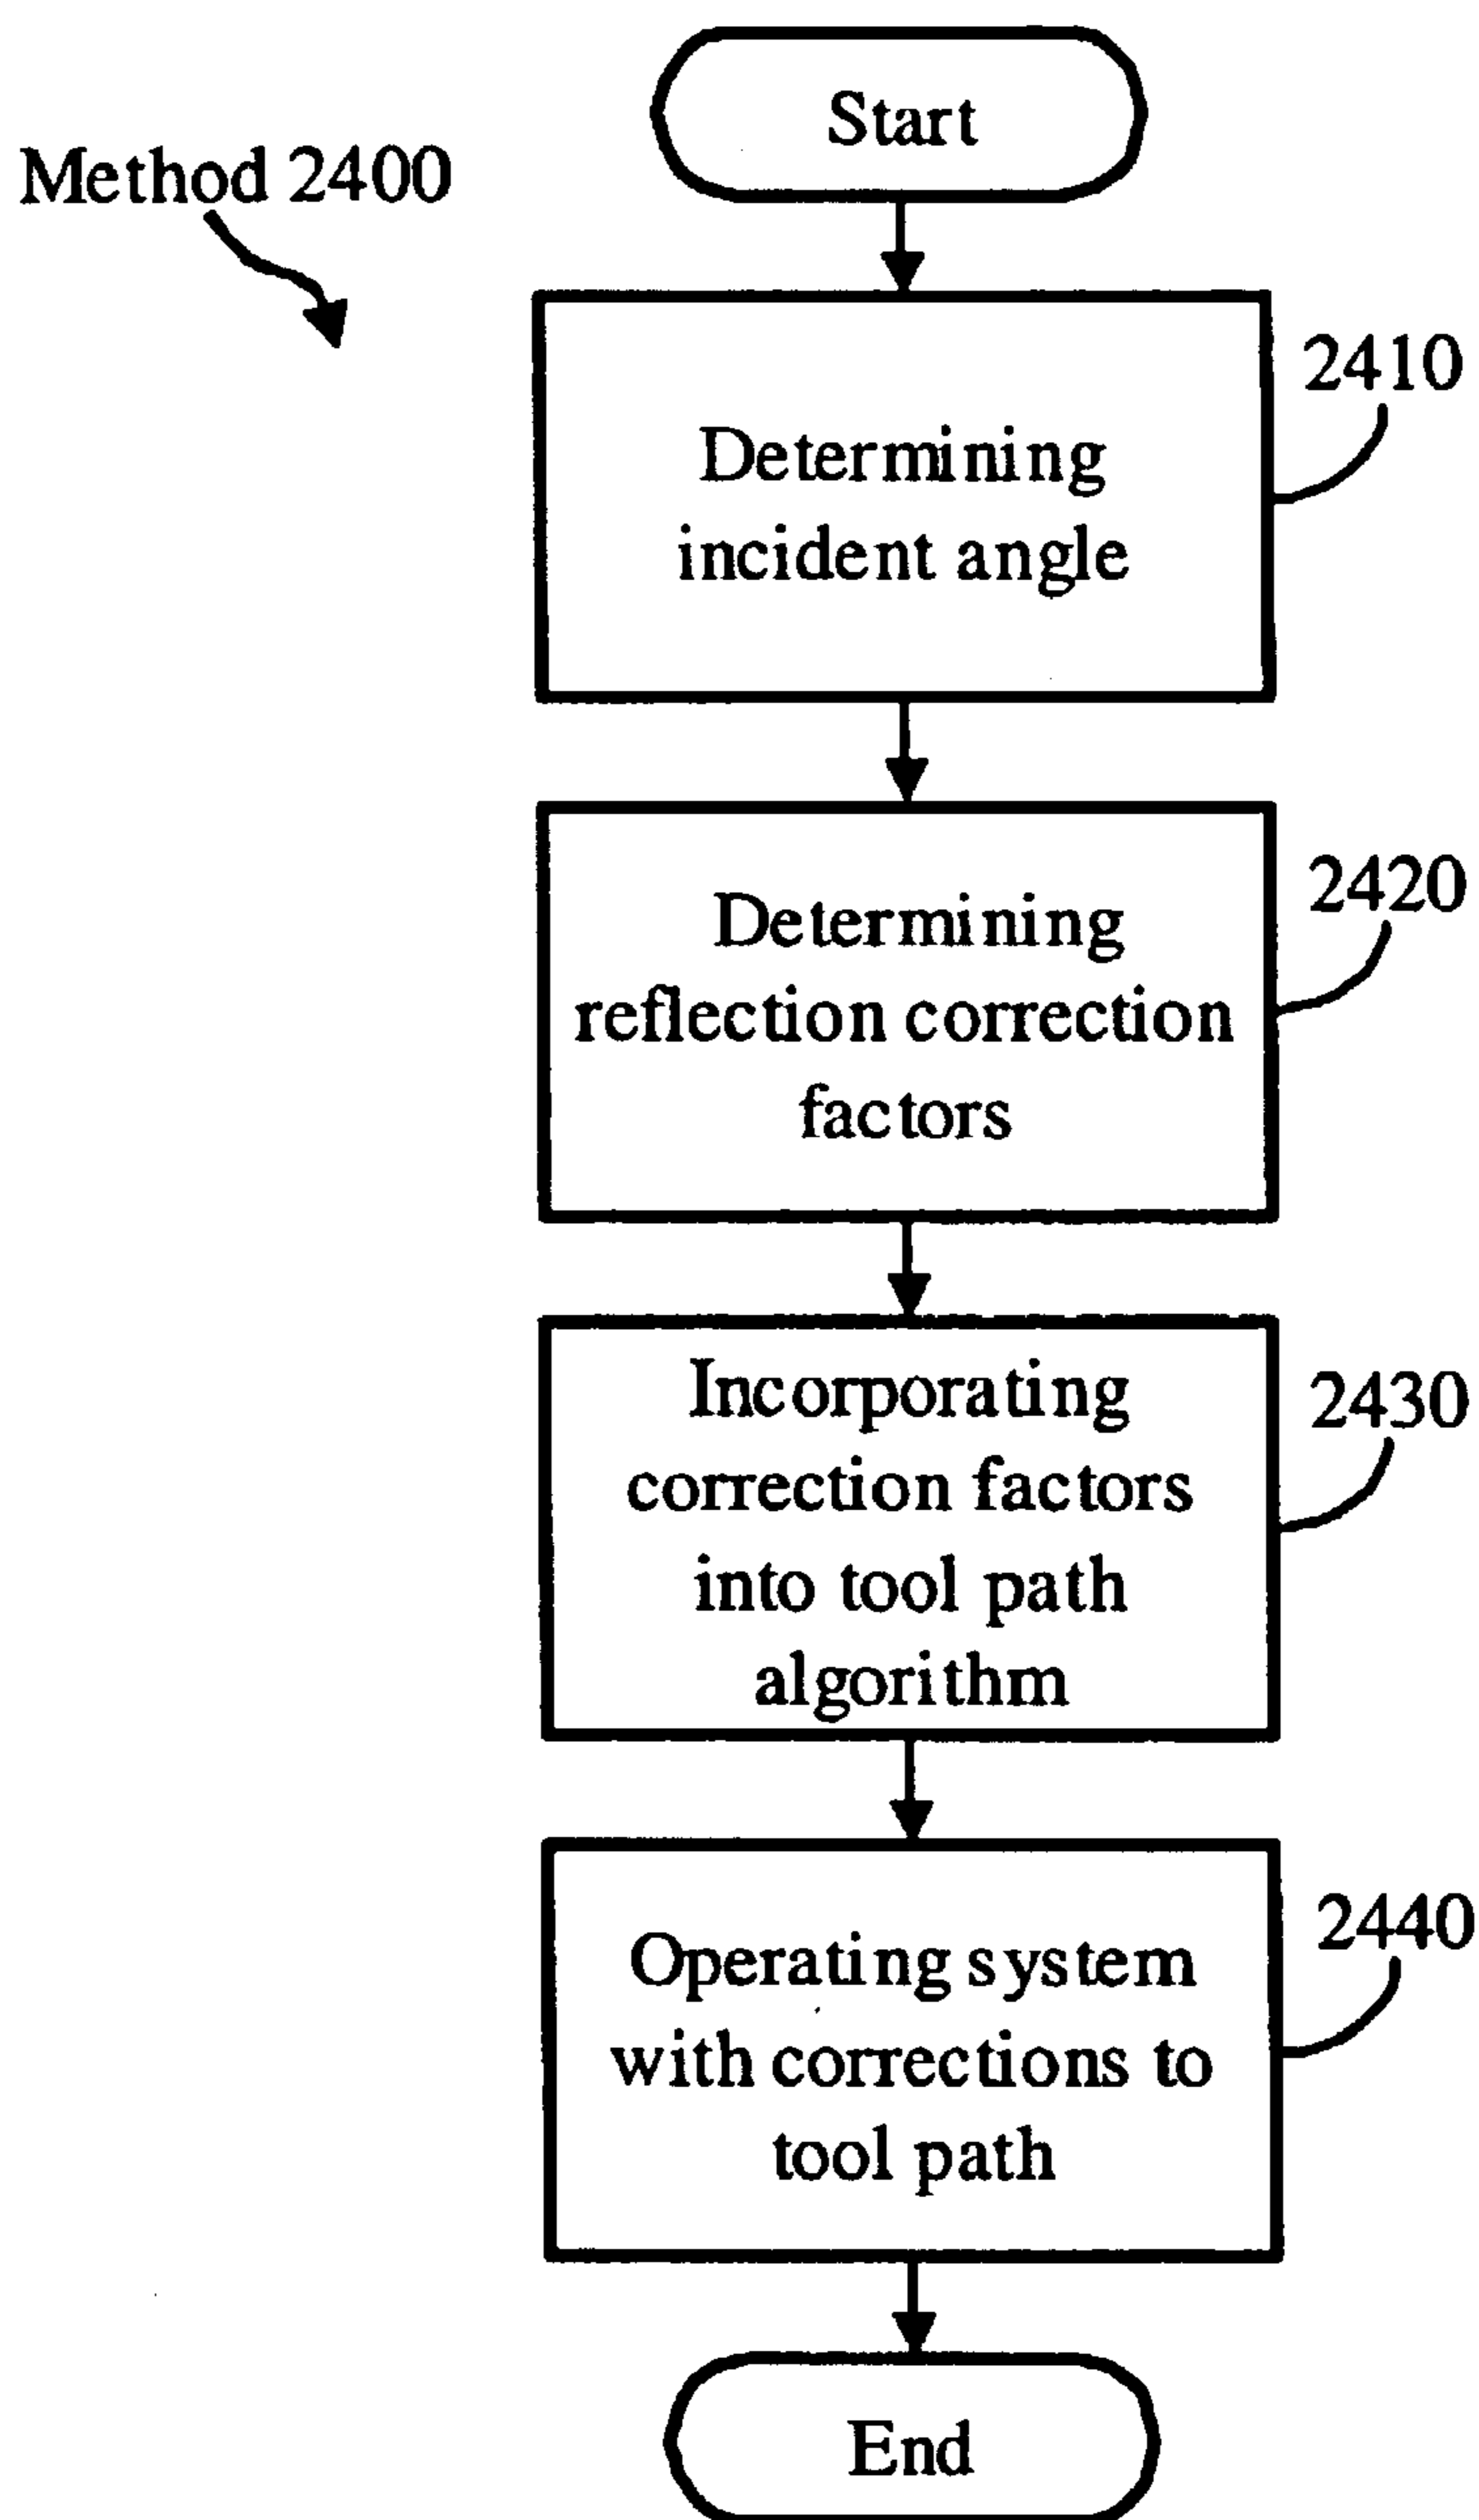 Start
Method 2400
2410
Determining
incident angle
2420
Determining
reflection correction
factors
2430
Incorporating
correction factors
into tool path
algorithm
2440
Operating system
with corrections to
tool path
End